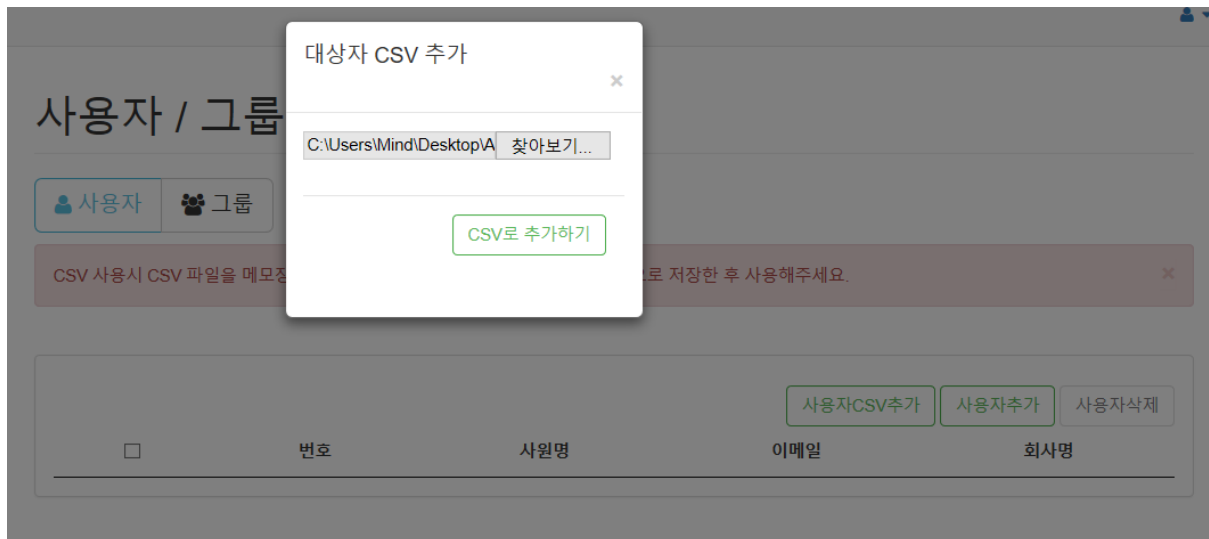 대상자 CSV 추가
×
사용자 / 그룹
C:\Users\Mind\Desktop\A 찾아보기...
사용자 그룹
CSV로 추가하기
CSV 사용시 CSV 파일을 로 저장한 후 사용해주세요. ×
사용자CSV추가 사용자추가 사용자삭제
번호 사원명 이메일 회사명